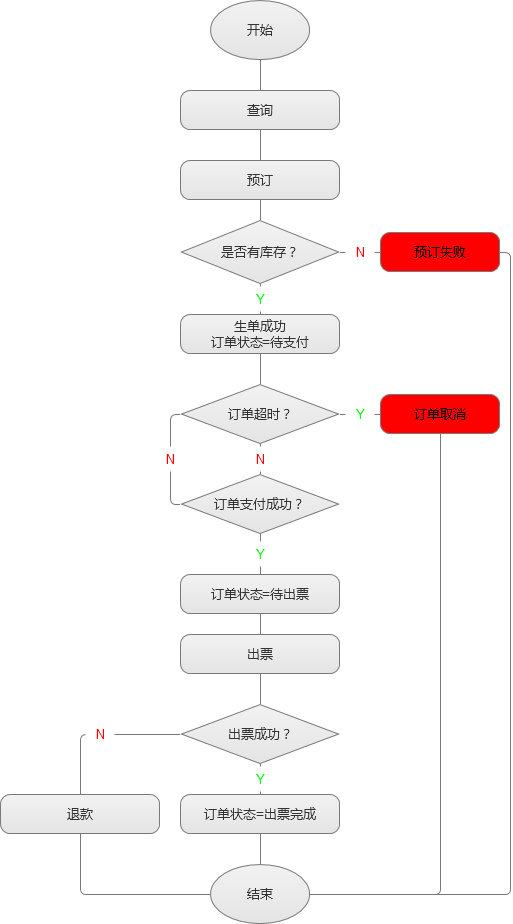 开始
查询
预订
是否有库存？
N
预订失败
Y
生单成功
订单状态=待支付
订单超时？
Y
订单取消
N
N
订单支付成功？
Y
订单状态=待出票
出票
出票成功？
N
Y
退款
订单状态=出票完成
结束